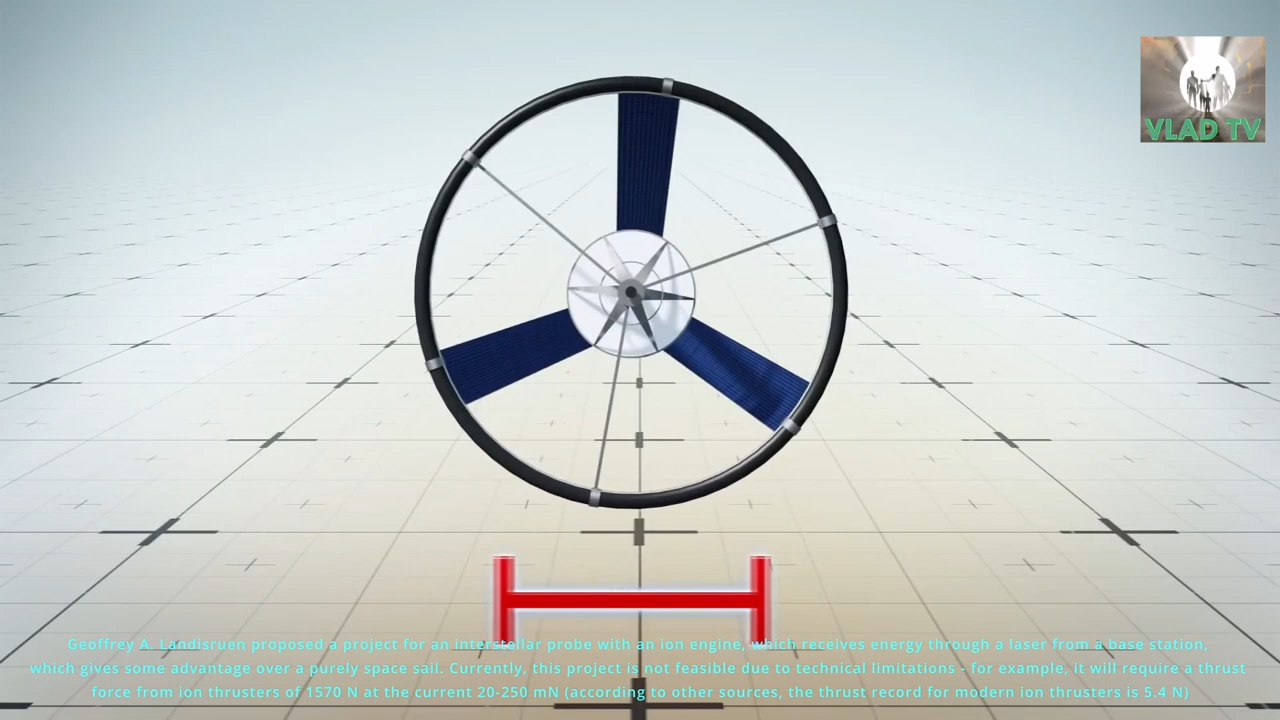 VLAD TV
Geoffrey A. Landisruen proposed a project for an interstellar probe with an ion engine, which receives energy through a laser from a base station,
which gives some advantage over a purely space sail. Currently, this project is not feasible due to technical limitations - for example, it will require a thrust
force from ion thrusters of 1570 N at the current 20-250 mN (according to other sources, the thrust record for modern ion thrusters is 5.4 N)